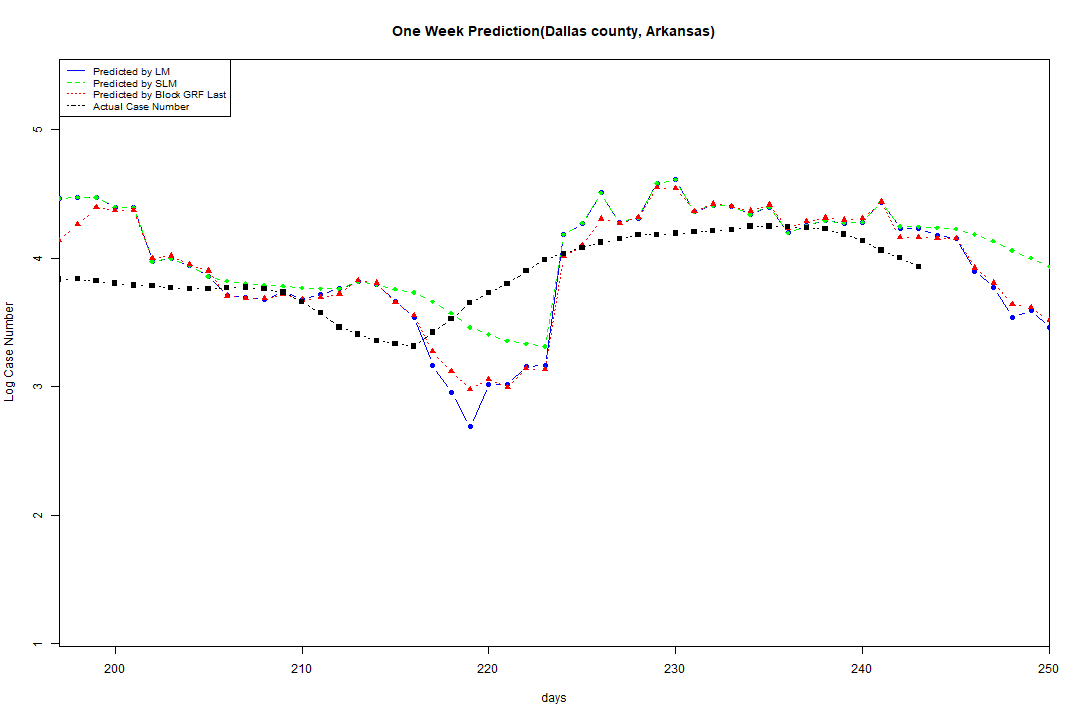 One Week Prediction(Dallas county, Arkansas)
Predicted by LM
Predicted by SLM
Predicted by Block GRF Last
Actual Case Number
5
4
3
2
1
Log Case Number
200 210 220 230 240 250
days